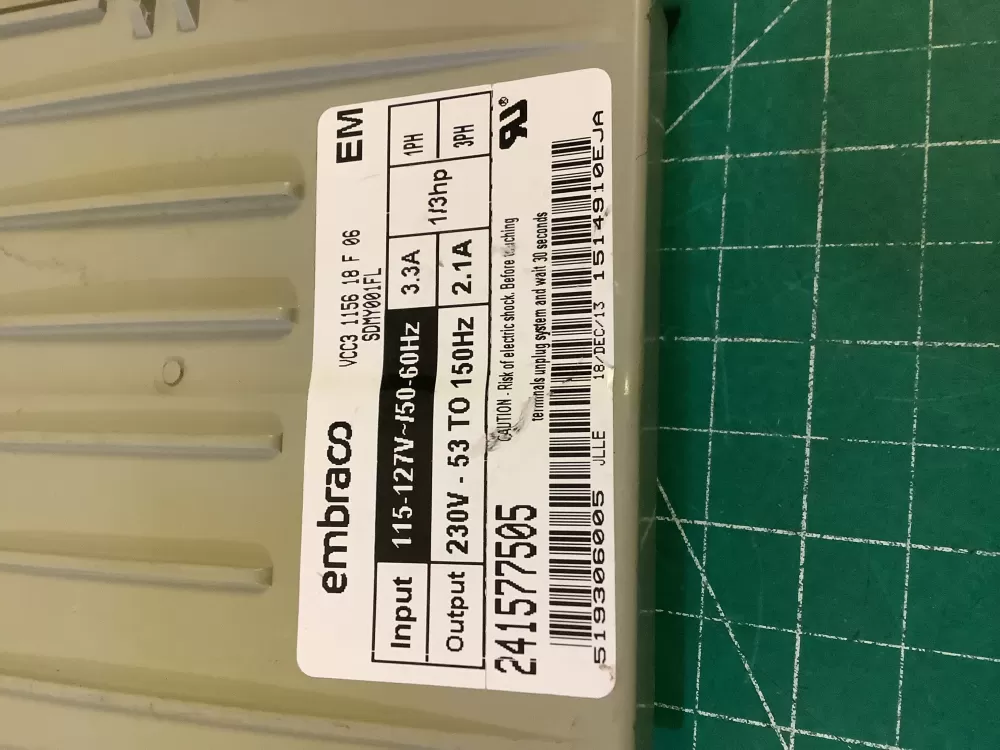 embraco
VCC3 1156 18 F 06
SDMY001FL
EM
Input 115-127V~/50-60Hz 3.3A 1/3hp 1PH
Output 230V - 53 TO 150Hz 2.1A 3PH
241577505
CAUTION - Risk of electric shock. Before touching
terminals unplug system and wait 30 seconds
519306005 JLLE 18/DEC/13 1514910EJA